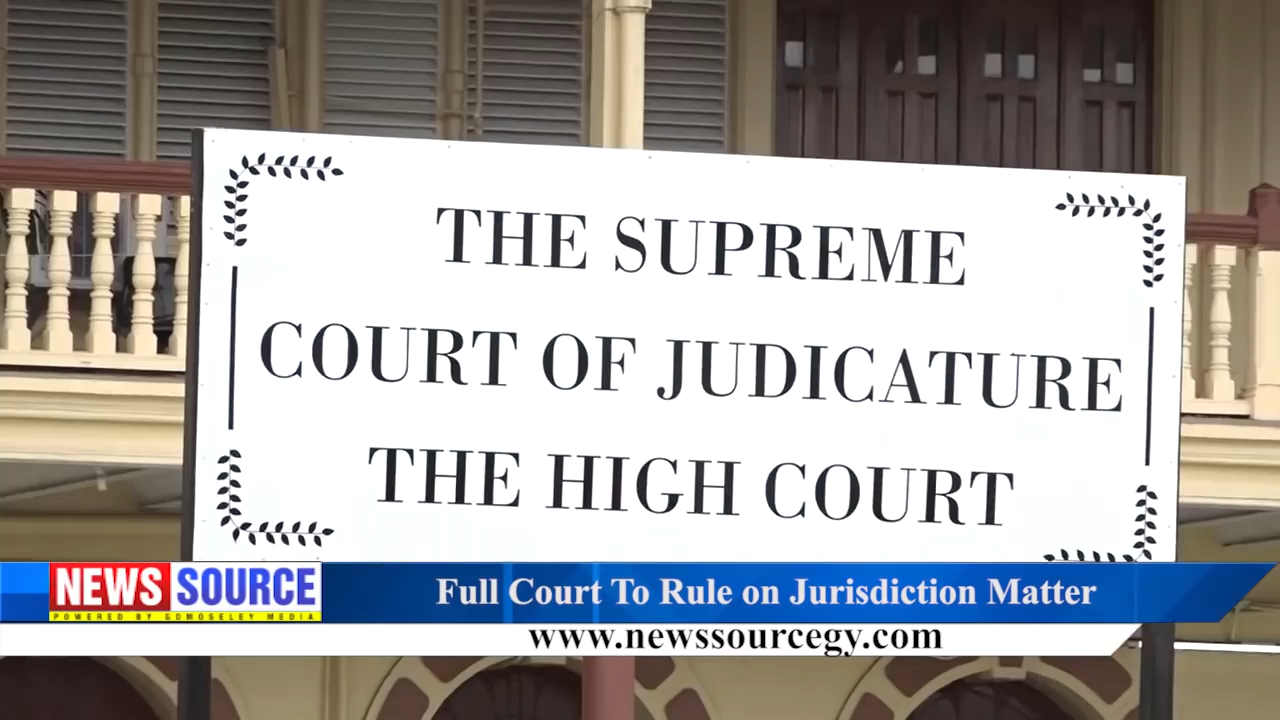 THE SUPREME
COURT OF JUDICATURE
THE HIGH COURT
NEWS SOURCE
POWERED BY GDMOSELEY MEDIA
Full Court To Rule on Jurisdiction Matter
www.newssourcegy.com